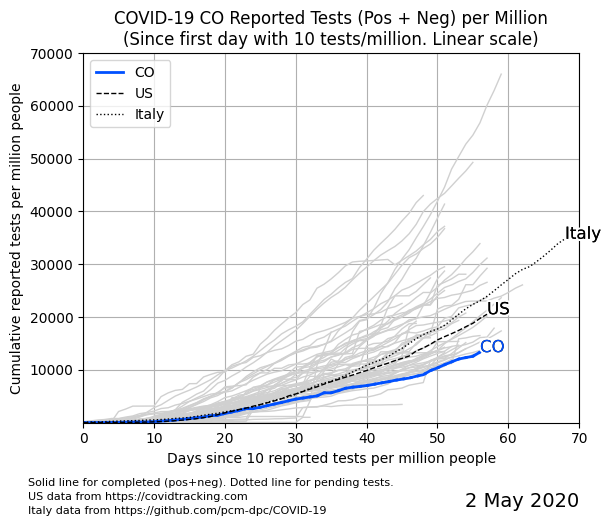 COVID-19 CO Reported Tests (Pos + Neg) per Million
(Since first day with 10 tests/million. Linear scale)
70000
60000
50000
40000
30000
20000
10000
Cumulative reported tests per million people
CO
US
Italy
Italy
US
CO
0
10
20
30
40
50
60
70
Days since 10 reported tests per million people
Solid line for completed (pos+neg). Dotted line for pending tests.
US data from https://covidtracking.com
Italy data from https://github.com/pcm-dpc/COVID-19
2 May 2020